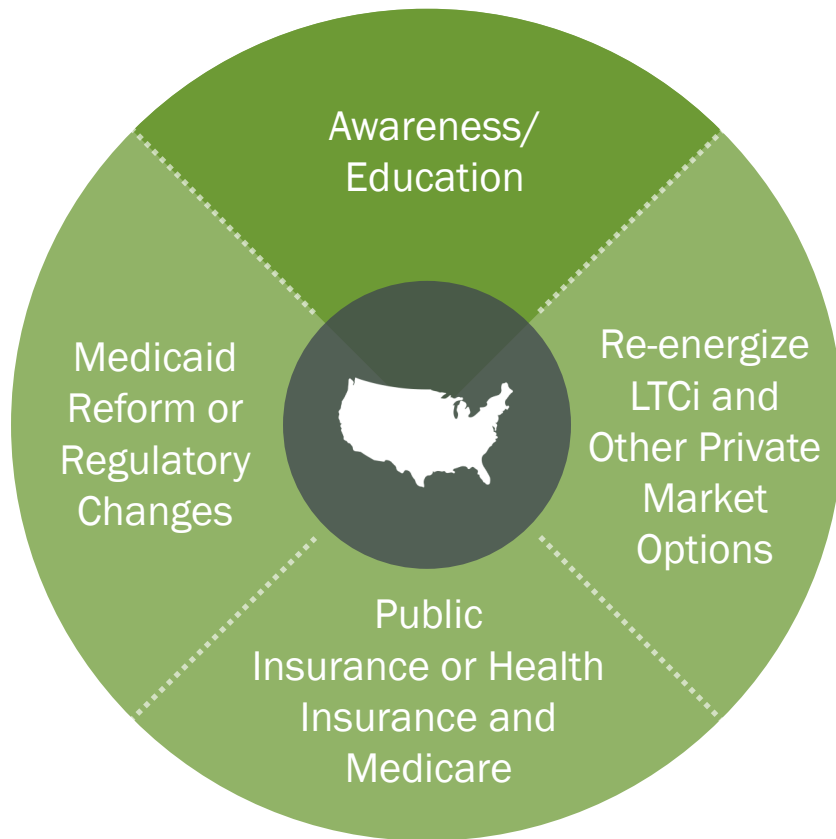 Awareness/
Education
Medicaid
Reform or
Regulatory
Changes
Re-energize
LTCi and
Other Private
Market
Options
Public
Insurance or Health
Insurance and
Medicare